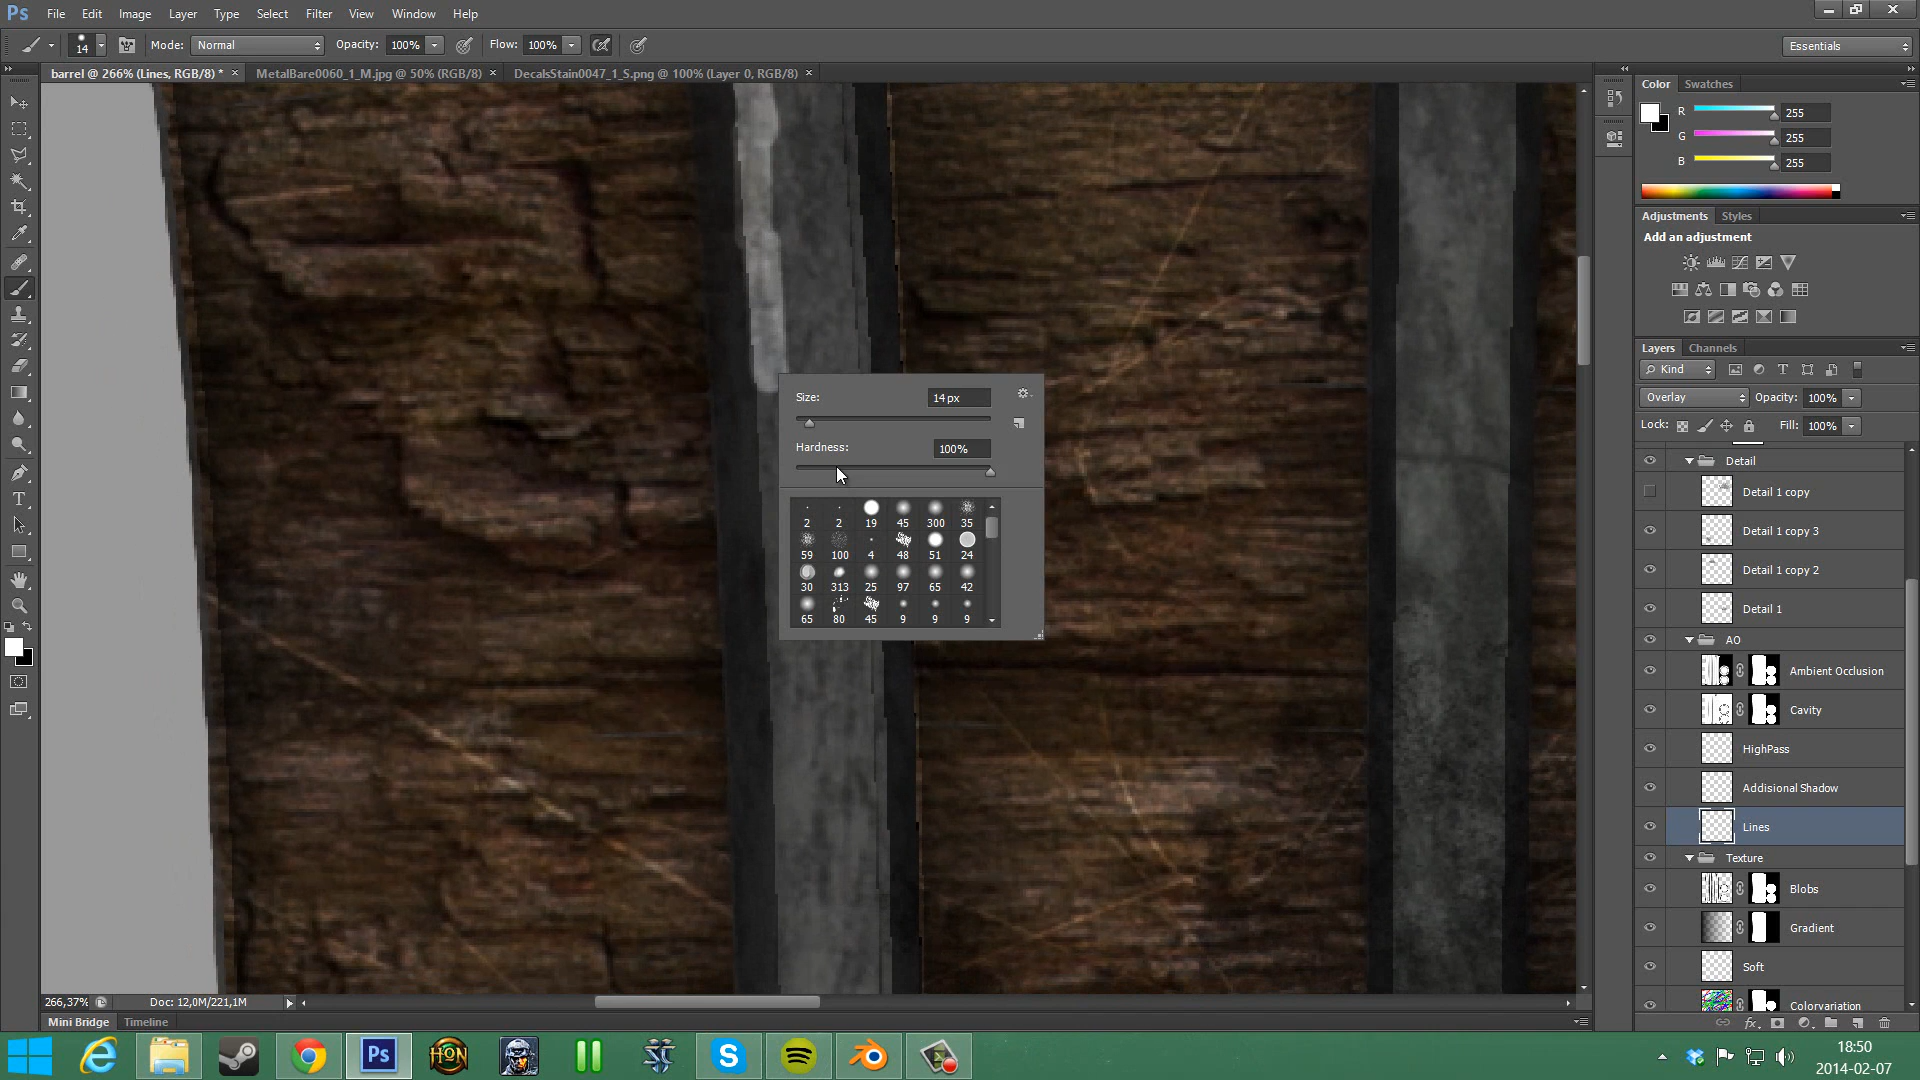 Ps File Edit Image Layer Type Select Filter View Window Help
14 Mode: Normal Opacity: 100% Flow: 100% Essentials
barrel @ 266% (Lines, RGB/8) * × MetalBare0060_1_M.jpg @ 50% (RGB/8) × DecalsStain0047_1_S.png @ 100% (Layer 0, RGB/8) ×
Color Swatches
R 255
G 255
B 255
Adjustments Styles
Add an adjustment
Layers Channels
Kind
Overlay Opacity: 100%
Lock: Fill: 100%
Detail
Detail 1 copy
Detail 1 copy 3
Detail 1 copy 2
Detail 1
AO
Ambient Occlusion
Cavity
HighPass
Addisional Shadow
Lines
Texture
Blobs
Gradient
Soft
Colorvariation
Size: 14 px
Hardness: 100%
2 2 19 45 300 35
59 100 4 48 51 24
30 313 25 97 65 42
65 80 45 9 9 9
266,37% Doc: 12,0M/221,1M
Mini Bridge Timeline
Ps HON
18:50
2014-02-07